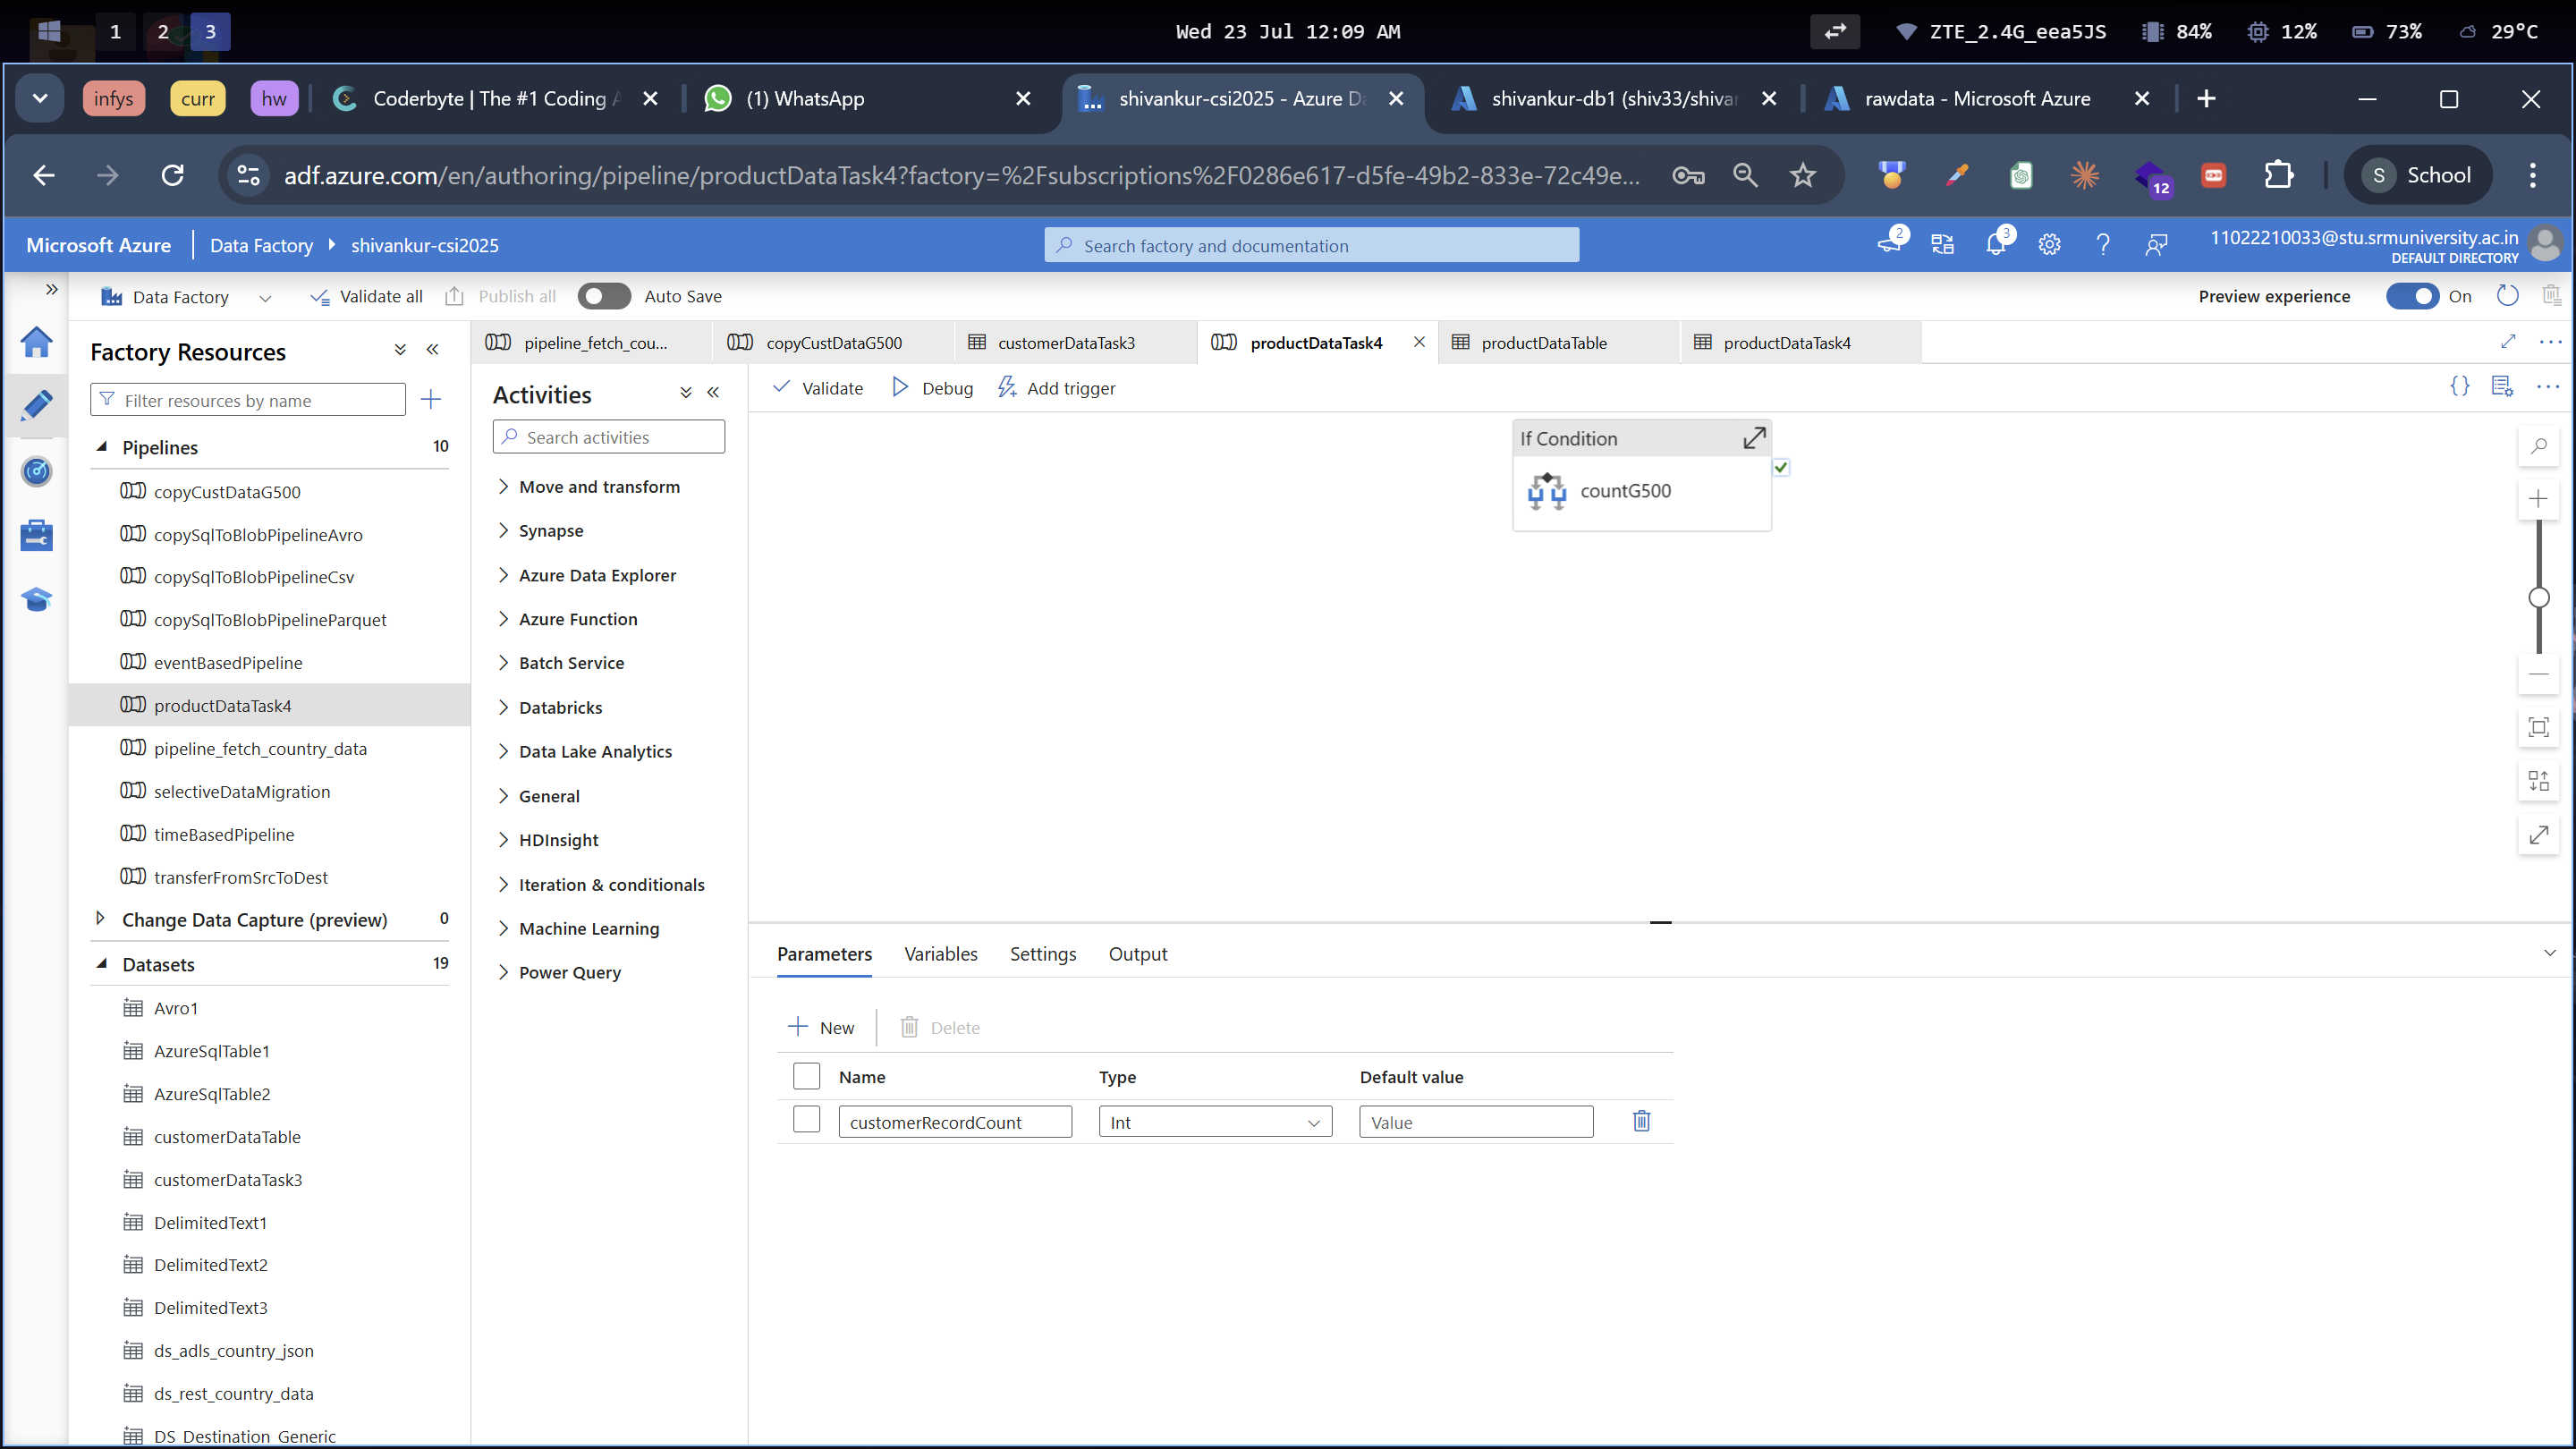 1 2 3 Wed 23 Jul 12:09 AM ZTE_2.4G_eea5JS 84% 12% 73% 29°C
infys curr hw Coderbyte | The #1 Coding A (1) WhatsApp shivankur-csi2025 - Azure Da shivankur-db1 (shiv33/shivan rawdata - Microsoft Azure
adf.azure.com/en/authoring/pipeline/productDataTask4?factory=%2Fsubscriptions%2F0286e617-d5fe-49b2-833e-72c49e... 12 S School
Microsoft Azure Data Factory shivankur-csi2025 Search factory and documentation 2 3 11022210033@stu.srmuniversity.ac.in
DEFAULT DIRECTORY
Data Factory Validate all Publish all Auto Save Preview experience On
Factory Resources
Filter resources by name
Pipelines 10
copyCustDataG500
copySqlToBlobPipelineAvro
copySqlToBlobPipelineCsv
copySqlToBlobPipelineParquet
eventBasedPipeline
productDataTask4
pipeline_fetch_country_data
selectiveDataMigration
timeBasedPipeline
transferFromSrcToDest
Change Data Capture (preview) 0
Datasets 19
Avro1
AzureSqlTable1
AzureSqlTable2
customerDataTable
customerDataTask3
DelimitedText1
DelimitedText2
DelimitedText3
ds_adls_country_json
ds_rest_country_data
DS_Destination_Generic
pipeline_fetch_cou... copyCustDataG500 customerDataTask3 productDataTask4 productDataTable productDataTask4
Activities
Search activities
Move and transform
Synapse
Azure Data Explorer
Azure Function
Batch Service
Databricks
Data Lake Analytics
General
HDInsight
Iteration & conditionals
Machine Learning
Power Query
Validate Debug Add trigger
If Condition
countG500
Parameters Variables Settings Output
New Delete
Name Type Default value
customerRecordCount Int Value